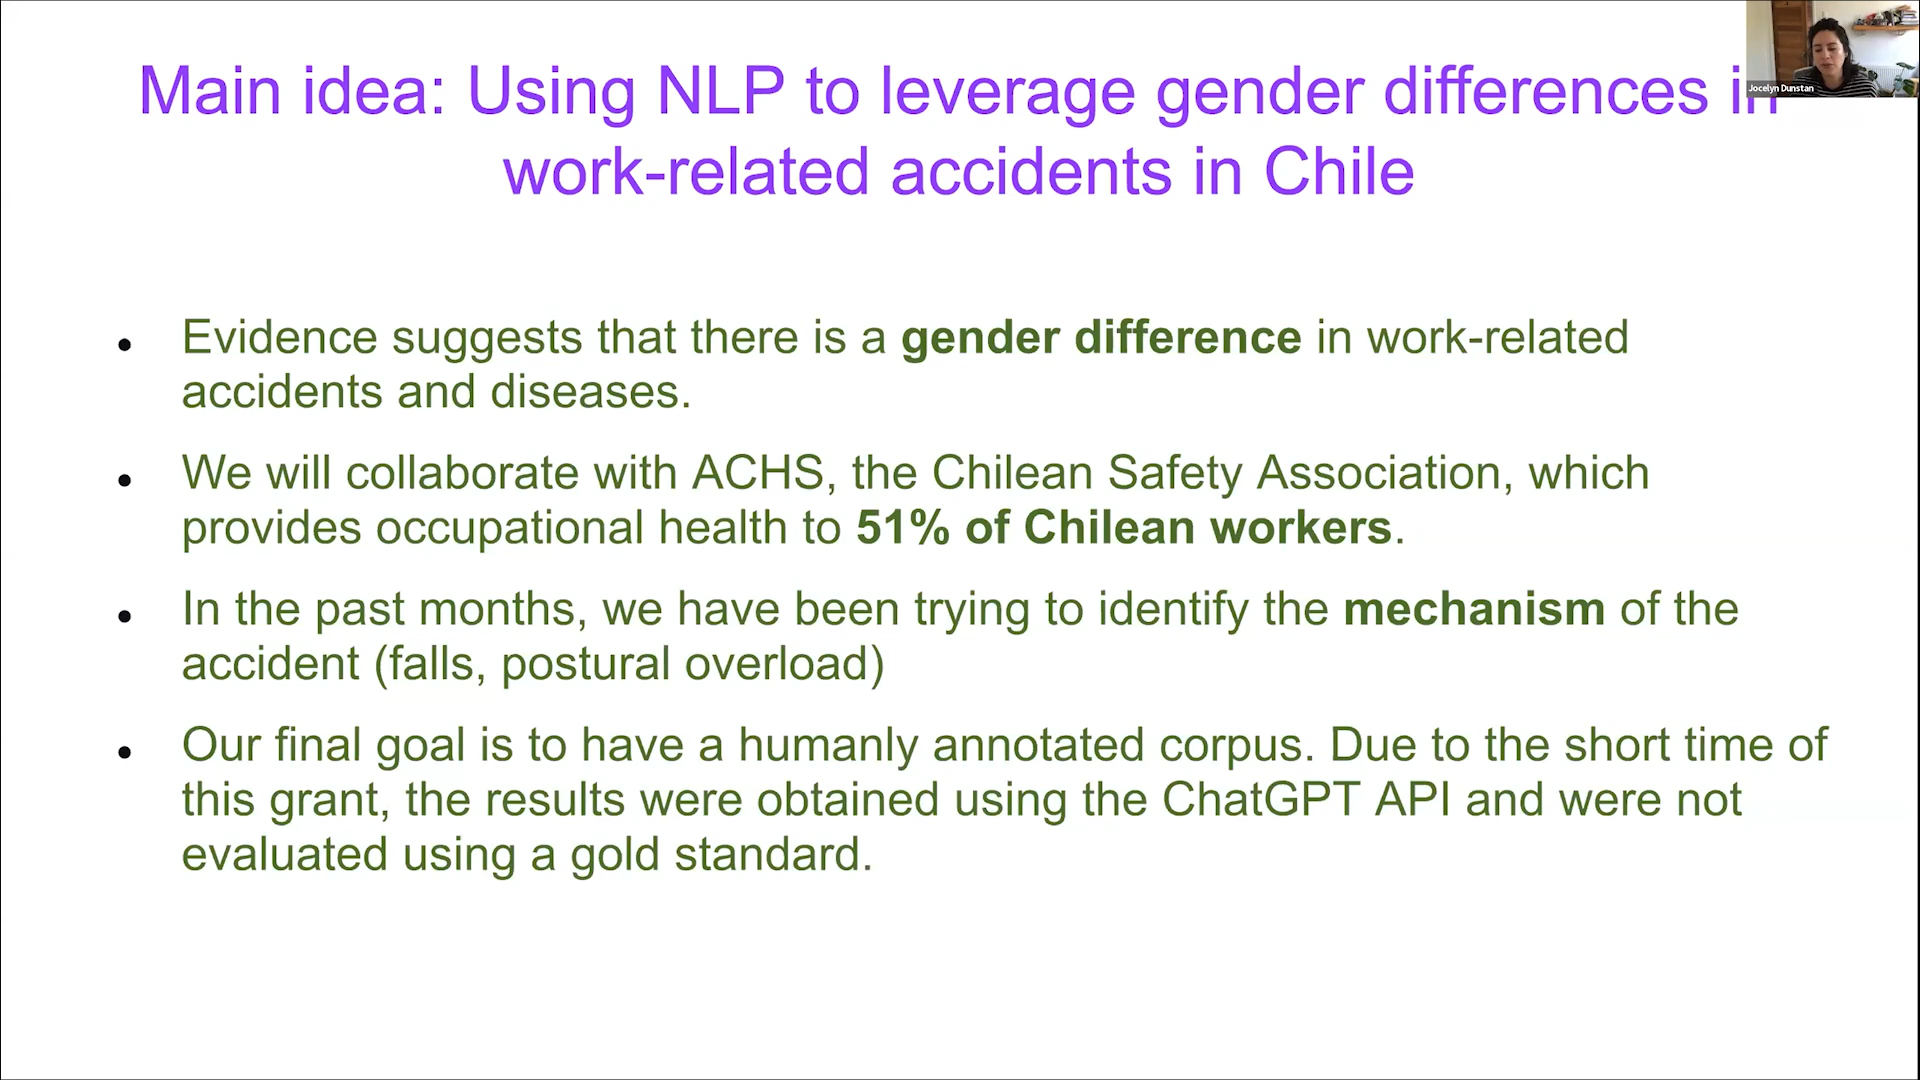 Main idea: Using NLP to leverage gender differences in
work-related accidents in Chile
Jocelyn Dunstan
Evidence suggests that there is a gender difference in work-related
accidents and diseases.
We will collaborate with ACHS, the Chilean Safety Association, which
provides occupational health to 51% of Chilean workers.
In the past months, we have been trying to identify the mechanism of the
accident (falls, postural overload)
Our final goal is to have a humanly annotated corpus. Due to the short time of
this grant, the results were obtained using the ChatGPT API and were not
evaluated using a gold standard.